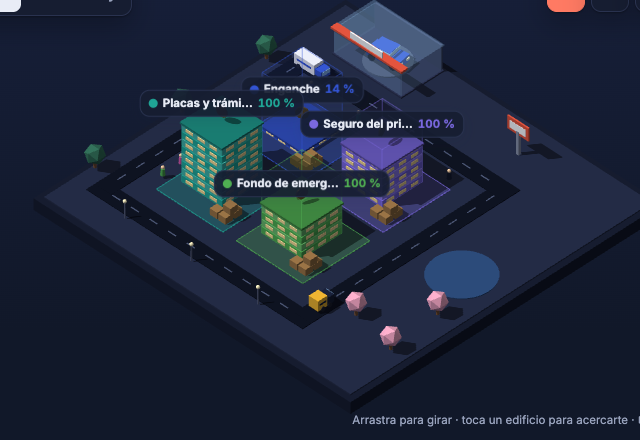 Enganche 14 %
Placas y trámi... 100 %
Seguro del pri... 100 %
Fondo de emerg... 100 %
Arrastra para girar · toca un edificio para acercarte ·